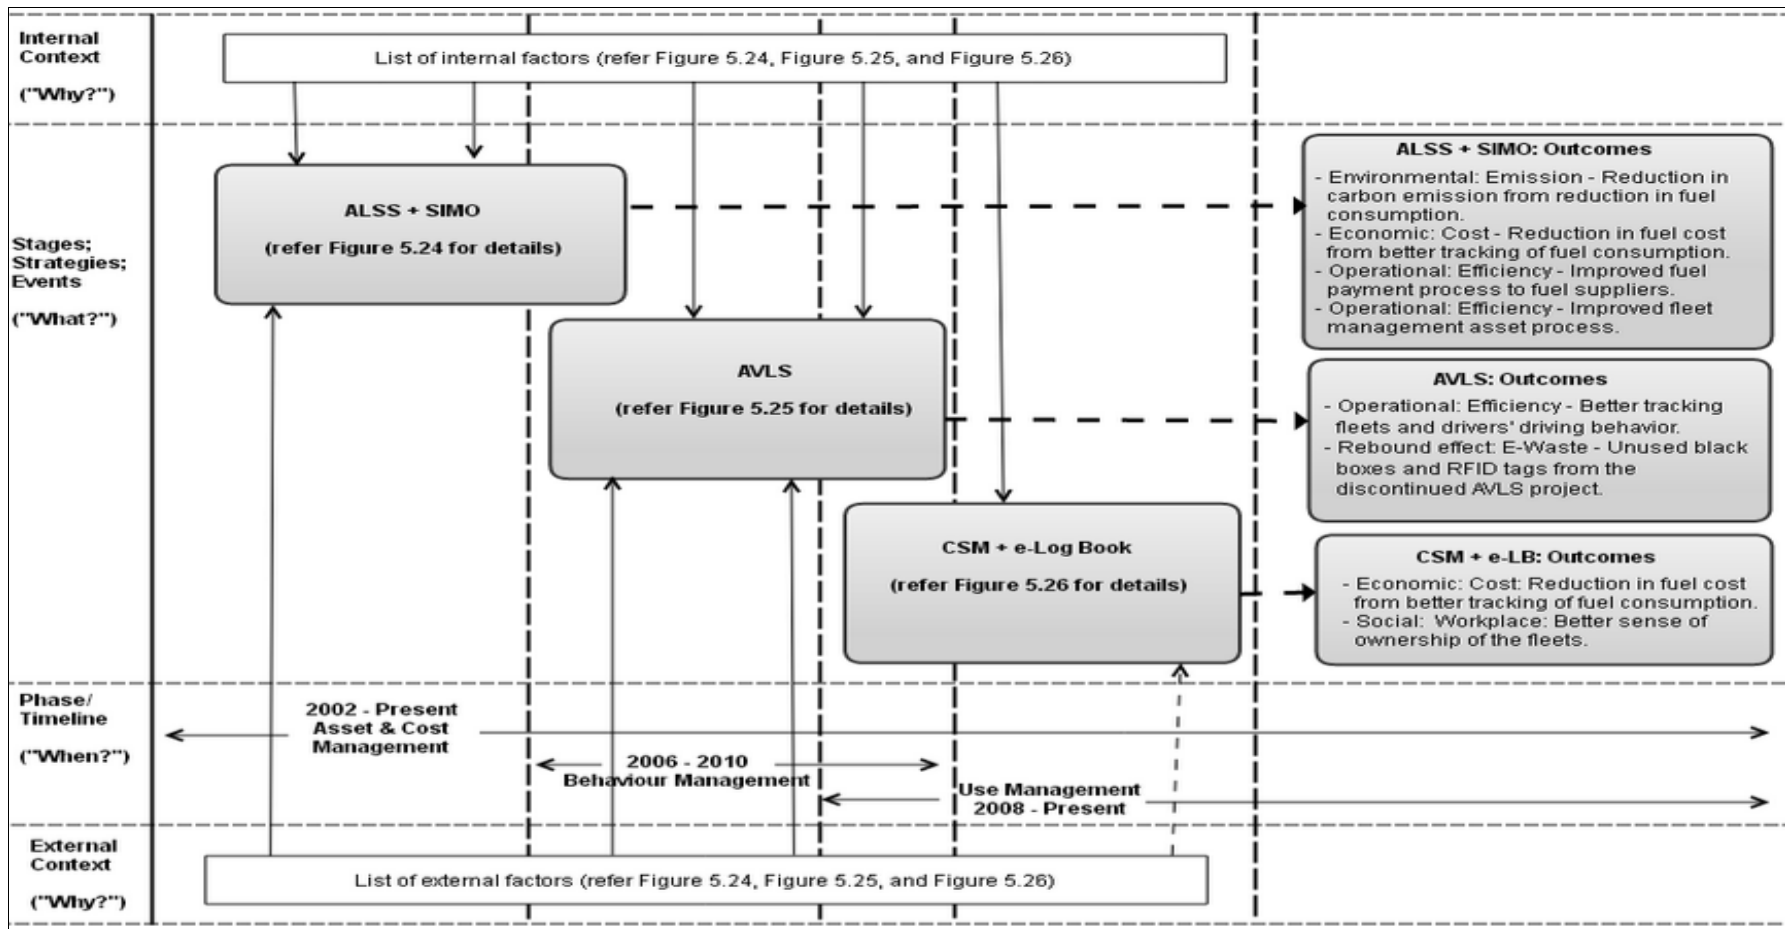 Internal
Context
("Why?")
List of internal factors (refer Figure 5.24, Figure 5.25, and Figure 5.26)
Stages;
Strategies;
Events
("What?")
ALSS + SIMO
(refer Figure 5.24 for details)
AVLS
(refer Figure 5.25 for details)
CSM + e-Log Book
(refer Figure 5.26 for details)
ALSS + SIMO: Outcomes
- Environmental: Emission - Reduction in
carbon emission from reduction in fuel
consumption.
- Economic: Cost - Reduction in fuel cost
from better tracking of fuel consumption.
- Operational: Efficiency - Improved fuel
payment process to fuel suppliers.
- Operational: Efficiency - Improved fleet
management asset process.
AVLS: Outcomes
- Operational: Efficiency - Better tracking
fleets and drivers' driving behavior.
- Rebound effect: E-Waste - Unused black
boxes and RFID tags from the
discontinued AVLS project.
CSM + e-LB: Outcomes
- Economic: Cost: Reduction in fuel cost
from better tracking of fuel consumption.
- Social: Workplace: Better sense of
ownership of the fleets.
Phase/
Timeline
("When?")
2002 - Present
Asset & Cost
Management
2006 - 2010
Behaviour Management
Use Management
2008 - Present
External
Context
("Why?")
List of external factors (refer Figure 5.24, Figure 5.25, and Figure 5.26)